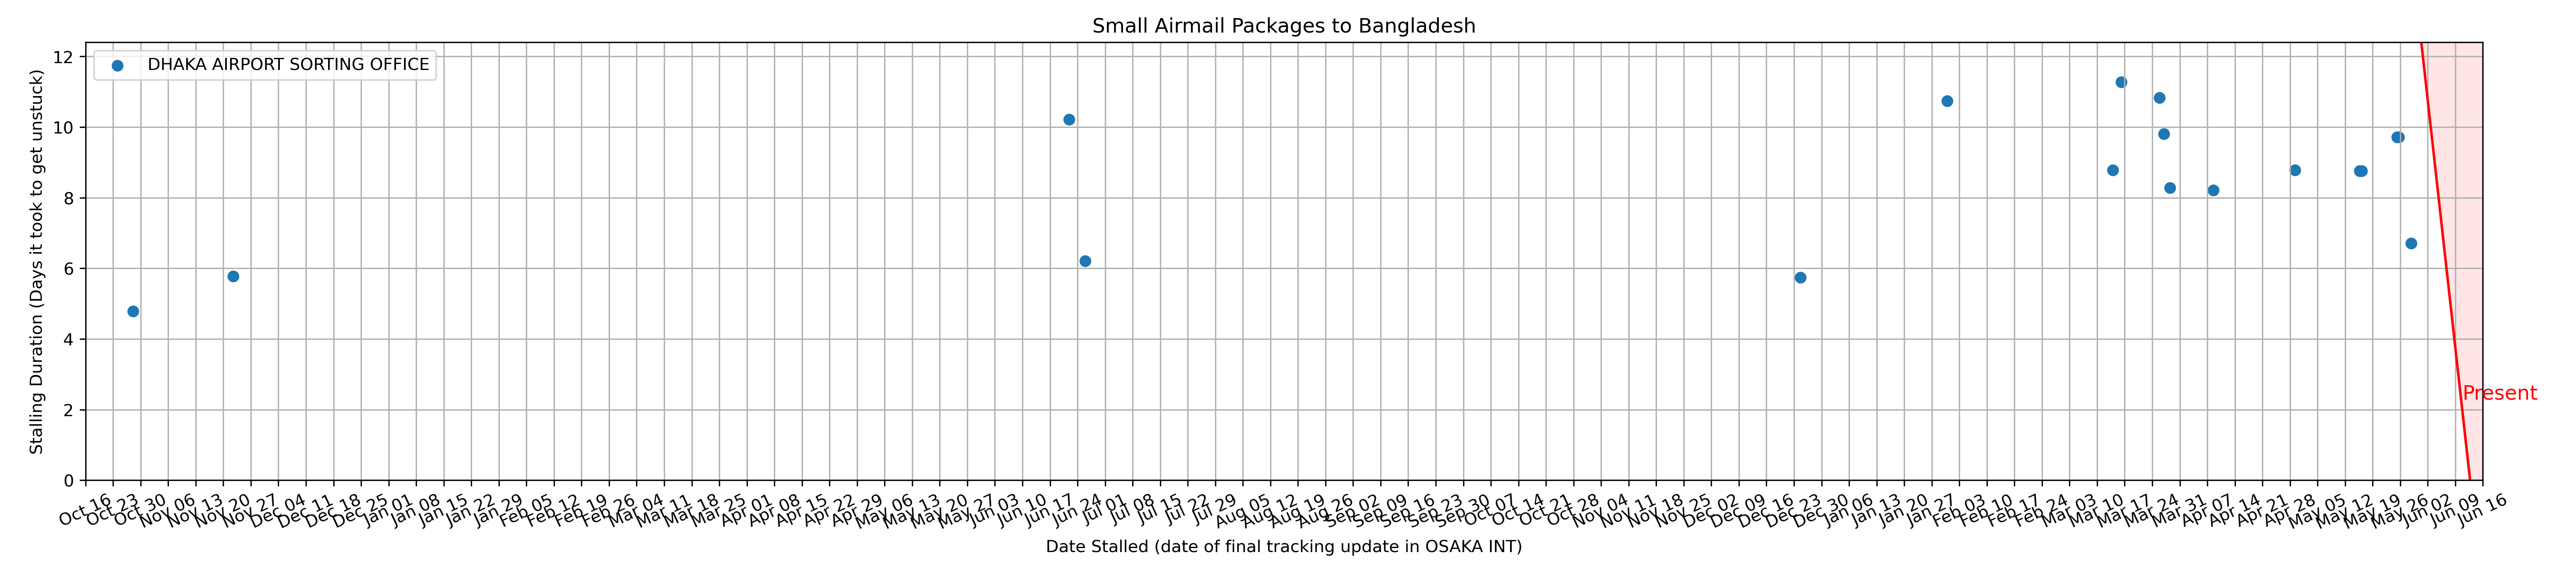 Small Airmail Packages to Bangladesh
DHAKA AIRPORT SORTING OFFICE
Stalling Duration (Days it took to get unstuck)
12
10
8
6
4
2
0
Present
Oct 16 Oct 23 Oct 30 Nov 06 Nov 13 Nov 20 Nov 27 Dec 04 Dec 11 Dec 18 Dec 25 Jan 01 Jan 08 Jan 15 Jan 22 Jan 29 Feb 05 Feb 12 Feb 19 Feb 26 Mar 04 Mar 11 Mar 18 Mar 25 Apr 01 Apr 08 Apr 15 Apr 22 Apr 29 May 06 May 13 May 20 May 27 Jun 03 Jun 10 Jun 17 Jun 24 Jul 01 Jul 08 Jul 15 Jul 22 Jul 29 Aug 05 Aug 12 Aug 19 Aug 26 Sep 02 Sep 09 Sep 16 Sep 23 Sep 30 Oct 07 Oct 14 Oct 21 Oct 28 Nov 04 Nov 11 Nov 18 Nov 25 Dec 02 Dec 09 Dec 16 Dec 23 Dec 30 Jan 06 Jan 13 Jan 20 Jan 27 Feb 03 Feb 10 Feb 17 Feb 24 Mar 03 Mar 10 Mar 17 Mar 24 Mar 31 Apr 07 Apr 14 Apr 21 Apr 28 May 05 May 12 May 19 May 26 Jun 02 Jun 09 Jun 16
Date Stalled (date of final tracking update in OSAKA INT)